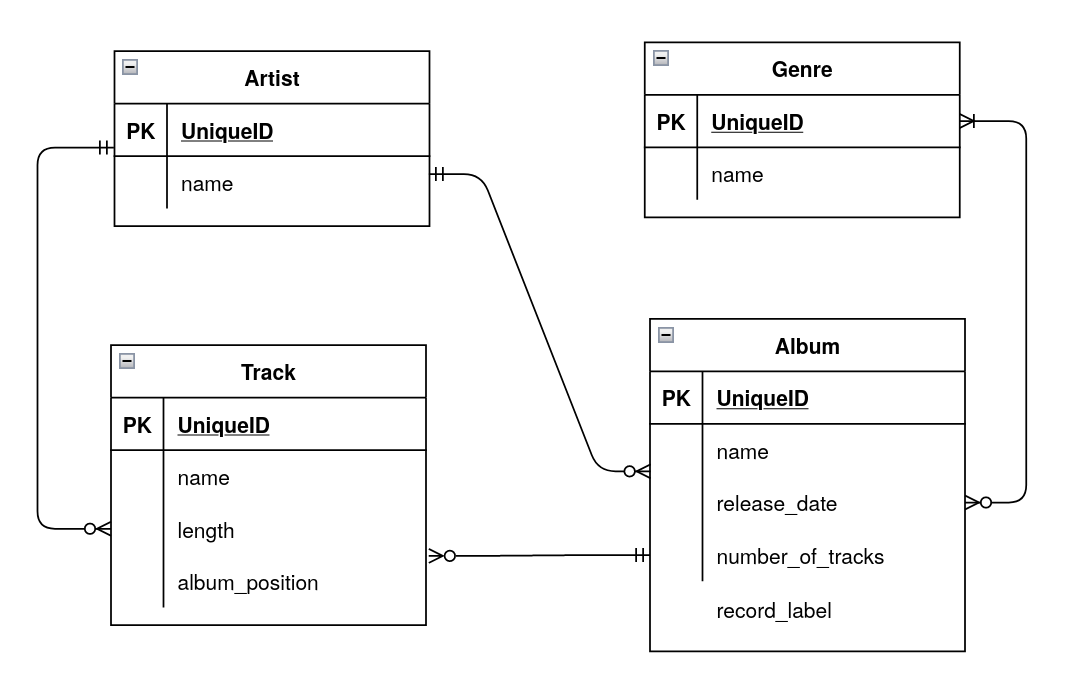 Artist
PK UniqueID
name
Genre
PK UniqueID
name
Track
PK UniqueID
name
length
album_position
Album
PK UniqueID
name
release_date
number_of_tracks
record_label